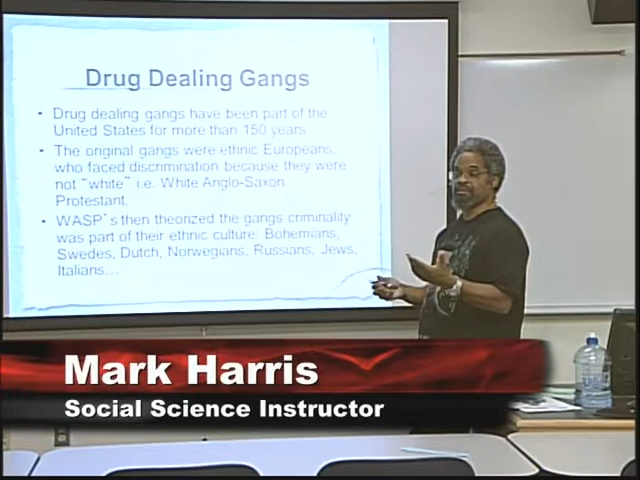 Drug Dealing Gangs
• Drug dealing gangs have been part of the
United States for more than 150 years.
• The original gangs were ethnic Europeans,
who faced discrimination because they were
not "white" i.e. White Anglo-Saxon
Protestant.
• WASP's then theorized the gangs criminality
was part of their ethnic culture: Bohemians,
Swedes, Dutch, Norwegians, Russians, Jews,
Italians…
Mark Harris
Social Science Instructor